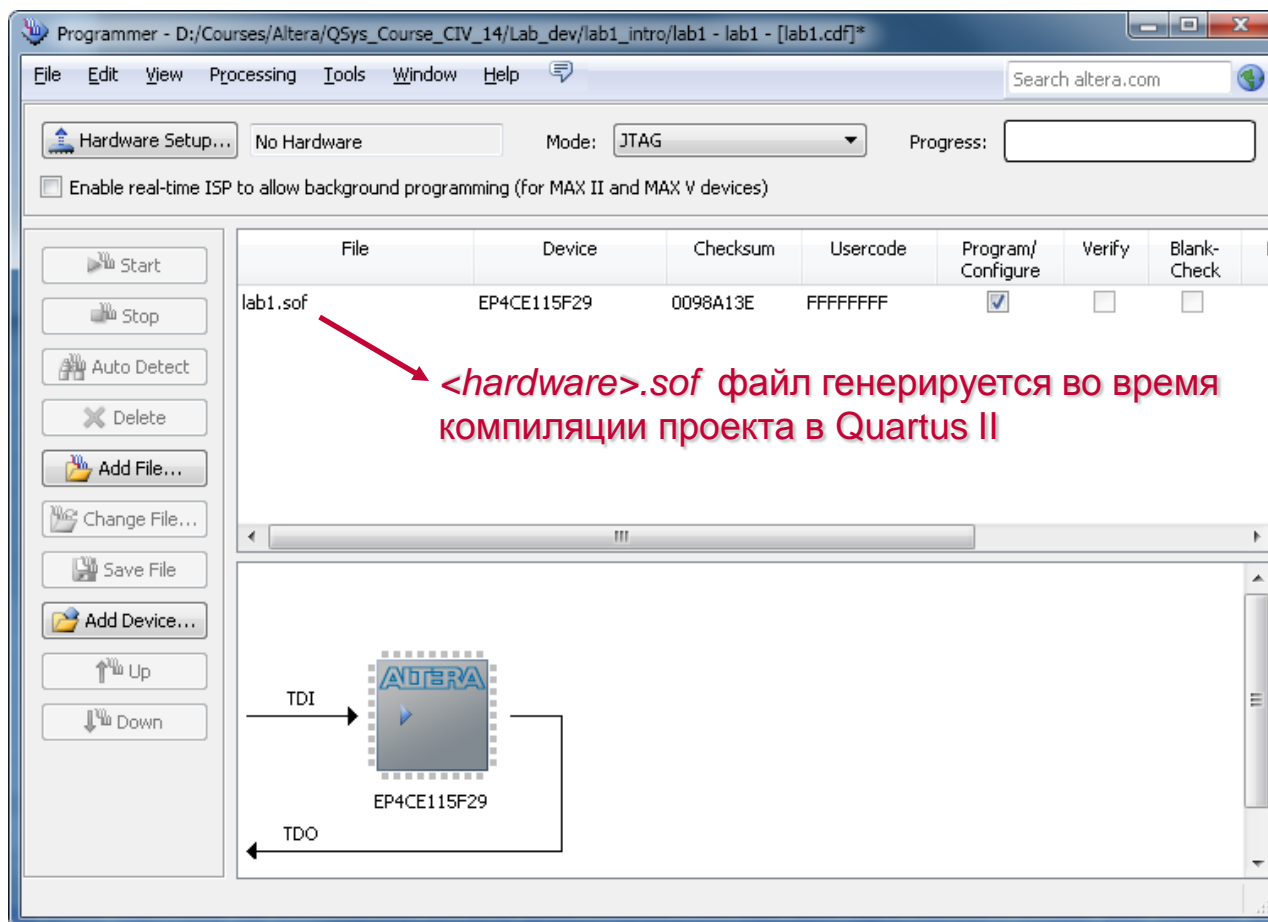 Programmer - D:/Courses/Altera/QSys_Course_CIV_14/Lab_dev/lab1_intro/lab1 - lab1 - [lab1.cdf]*
File Edit View Processing Tools Window Help Search altera.com
Hardware Setup... No Hardware Mode: JTAG Progress:
Enable real-time ISP to allow background programming (for MAX II and MAX V devices)
Start
Stop
Auto Detect
Delete
Add File...
Change File...
Save File
Add Device...
Up
Down
File Device Checksum Usercode Program/ Verify Blank-
Configure Check
lab1.sof EP4CE115F29 0098A13E FFFFFFFF
<hardware>.sof файл генерируется во время
компиляции проекта в Quartus II
ALTERA
TDI
EP4CE115F29
TDO